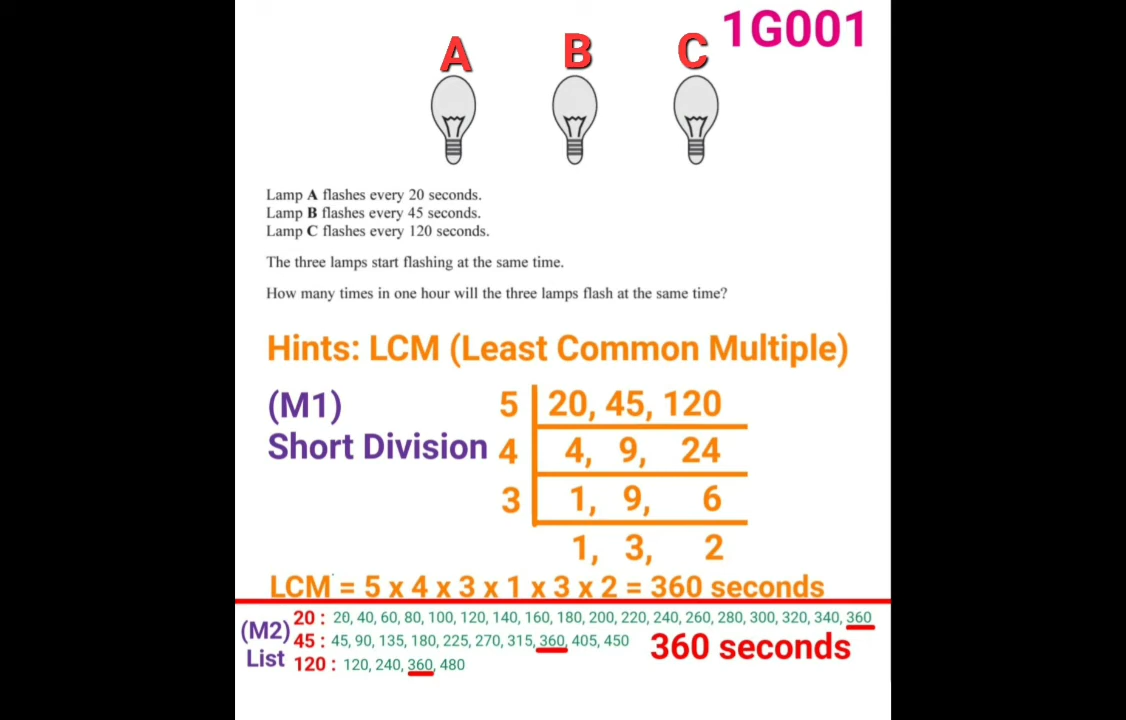 1G001
A B C
Lamp A flashes every 20 seconds.
Lamp B flashes every 45 seconds.
Lamp C flashes every 120 seconds.
The three lamps start flashing at the same time.
How many times in one hour will the three lamps flash at the same time?
Hints: LCM (Least Common Multiple)
(M1)
Short Division
5 20, 45, 120
4 4, 9, 24
3 1, 9, 6
1, 3, 2
LCM = 5 x 4 x 3 x 1 x 3 x 2 = 360 seconds
(M2)
List
20 : 20, 40, 60, 80, 100, 120, 140, 160, 180, 200, 220, 240, 260, 280, 300, 320, 340, 360
45 : 45, 90, 135, 180, 225, 270, 315, 360, 405, 450
120 : 120, 240, 360, 480
360 seconds